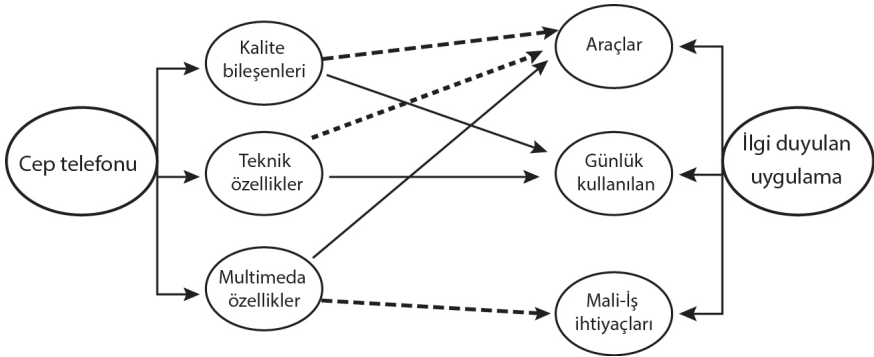 Kalite
bileşenleri
Araçlar
Cep telefonu
Teknik
özellikler
Günlük
kullanılan
İlgi duyulan
uygulama
Multimeda
özellikler
Mali-İş
ihtiyaçları